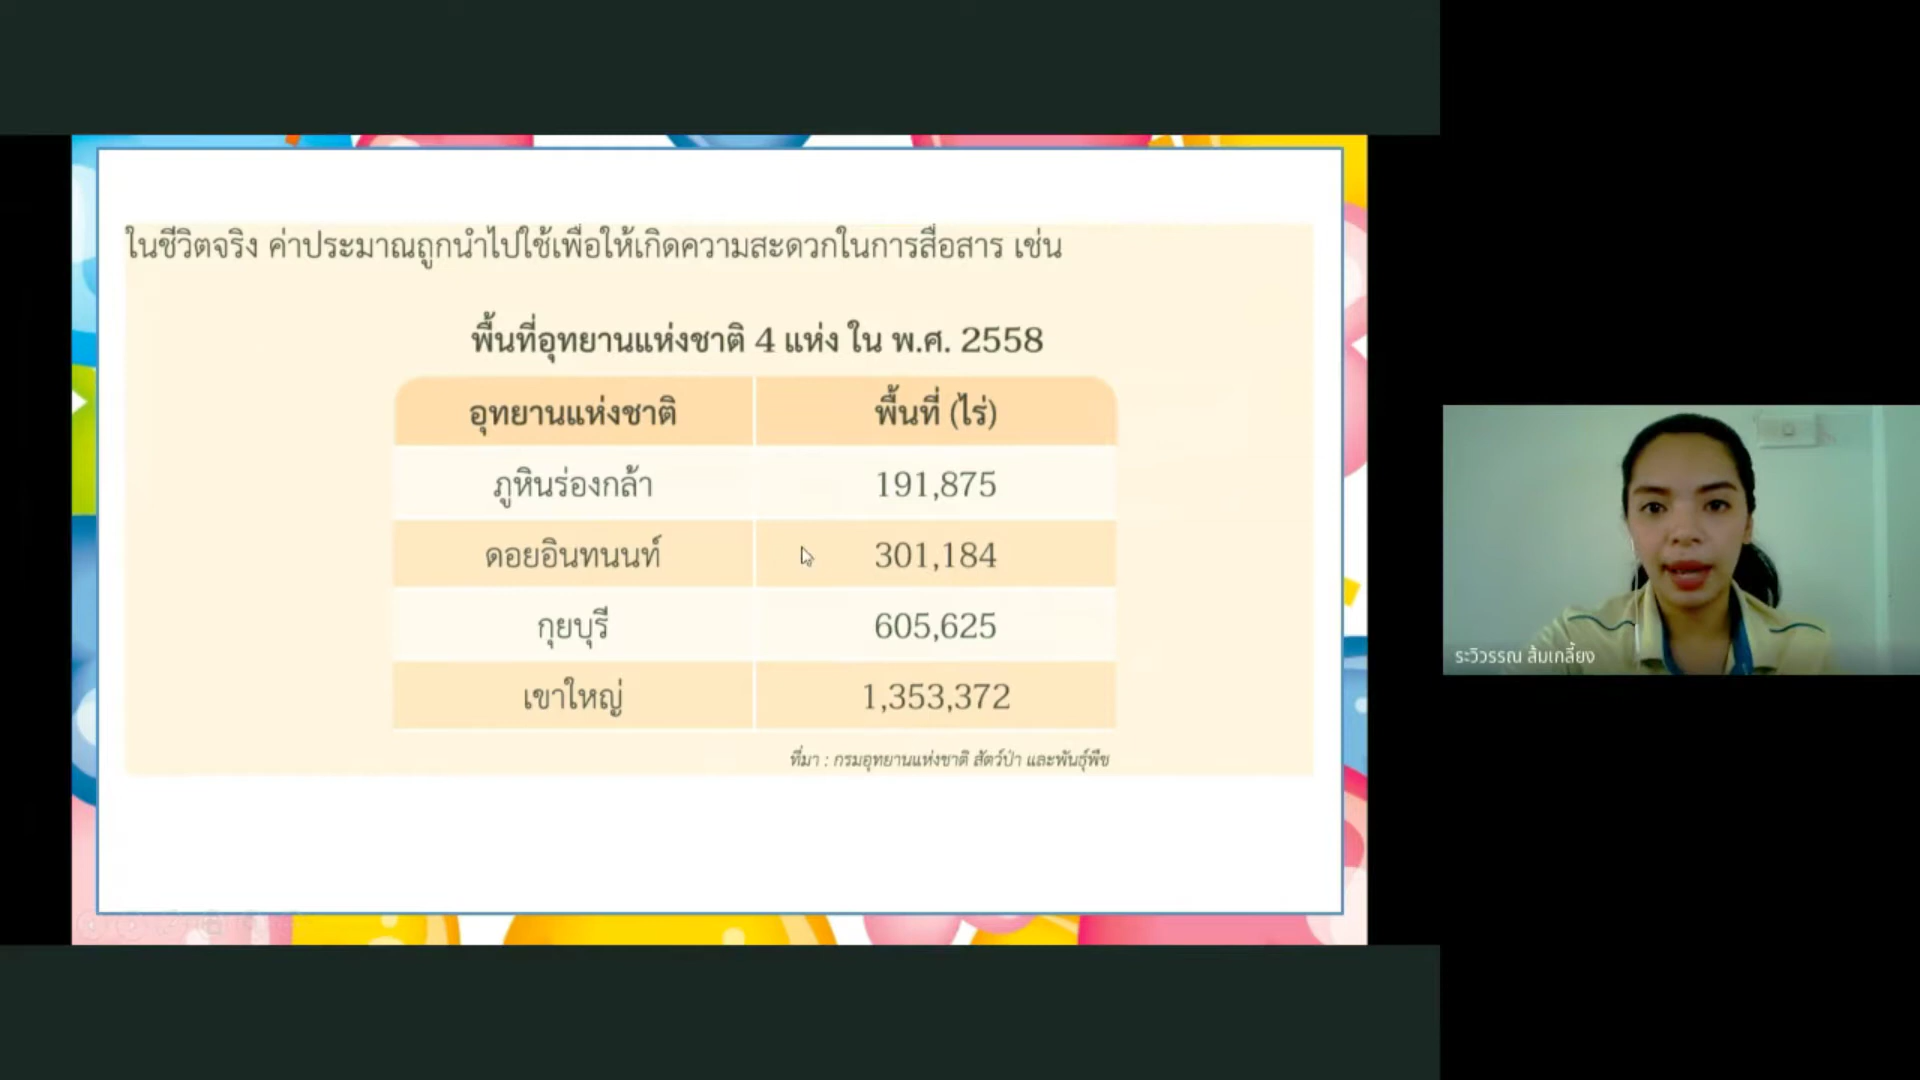 ในชีวิตจริง ค่าประมาณถูกนำไปใช้เพื่อให้เกิดความสะดวกในการสื่อสาร เช่น
พื้นที่อุทยานแห่งชาติ 4 แห่ง ใน พ.ศ. 2558
อุทยานแห่งชาติ พื้นที่ (ไร่)
ภูหินร่องกล้า 191,875
ดอยอินทนนท์ 301,184
กุยบุรี 605,625
เขาใหญ่ 1,353,372
ที่มา : กรมอุทยานแห่งชาติ สัตว์ป่า และพันธุ์พืช
ระวิวรรณ ส้มเกลี้ยง